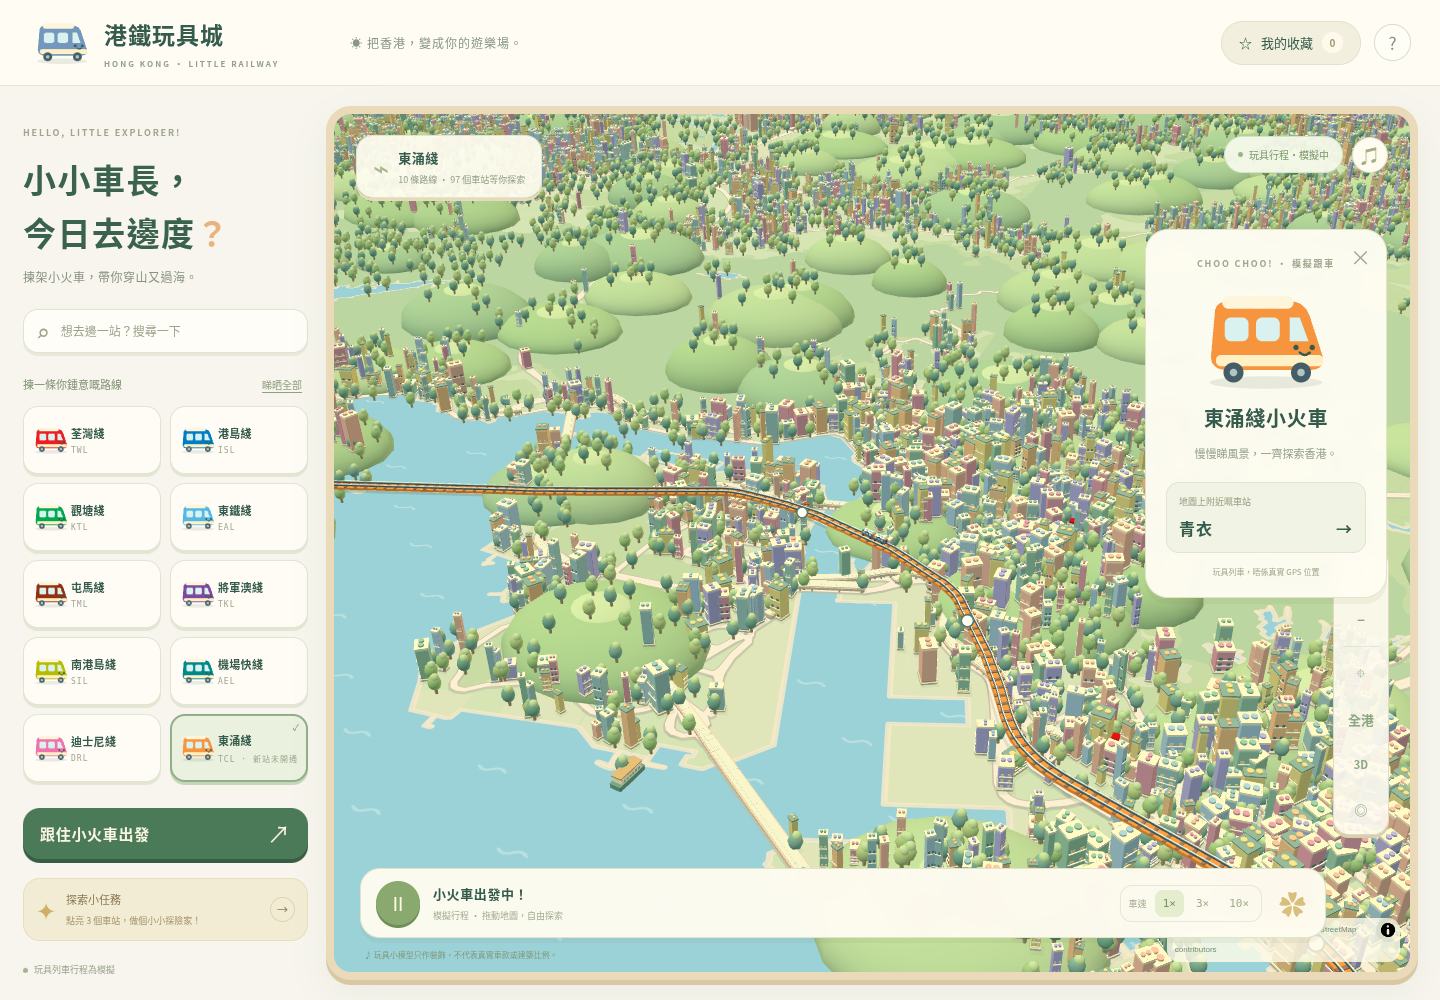 港鐵玩具城
HONG KONG · LITTLE RAILWAY
☀ 把香港，變成你的遊樂場。
☆ 我的收藏 0
?
HELLO, LITTLE EXPLORER!
小小車長，
今日去邊度？
揀架小火車，帶你穿山又過海。
想去邊一站？搜尋一下
揀一條你鍾意嘅路線
睇晒全部
荃灣綫
TWL
港島綫
ISL
觀塘綫
KTL
東鐵綫
EAL
屯馬綫
TML
將軍澳綫
TKL
南港島綫
SIL
機場快綫
AEL
迪士尼綫
DRL
東涌綫 ✓
TCL · 新站未開通
跟住小火車出發 ↗
探索小任務
點亮 3 個車站，做個小小探險家！
→
玩具列車行程為模擬
東涌綫
10 條路線 · 97 個車站等你探索
玩具行程・模擬中
CHOO CHOO! · 模擬跟車
東涌綫小火車
慢慢睇風景，一齊探索香港。
地圖上附近嘅車站
青衣 →
玩具列車，唔係真實 GPS 位置
−
全港
3D
小火車出發中！
模擬行程・拖動地圖，自由探索
車速 1× 3× 10×
streetMap
contributors
♪ 玩具小模型只作裝飾，不代表真實車款或建築比例。